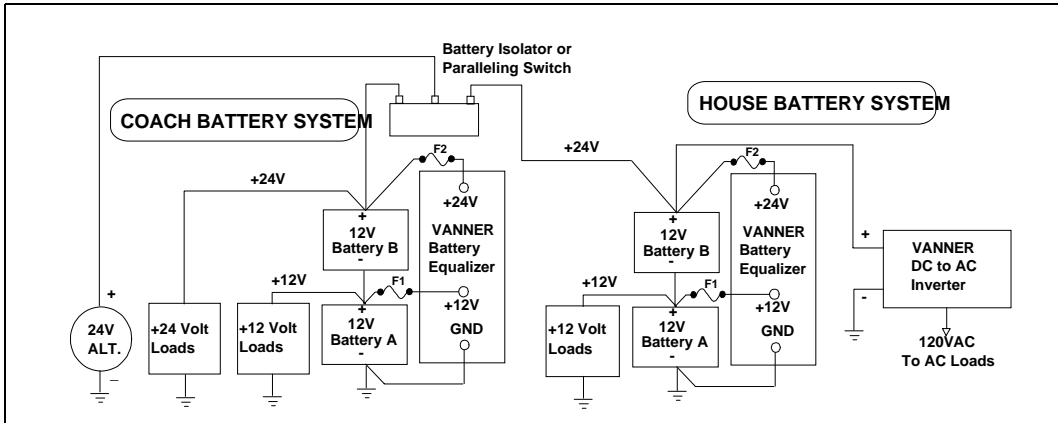 Battery Isolator or
Paralleling Switch
COACH BATTERY SYSTEM
HOUSE BATTERY SYSTEM
F2
+24V
+24V
+
12V
Battery B
-
VANNER
Battery
Equalizer
+12V
F1
+12V
+
12V
Battery A
-
GND
+
24V
ALT.
–
+24 Volt
Loads
+12 Volt
Loads
+24V
F2
+24V
+
12V
Battery B
-
VANNER
Battery
Equalizer
+12V
F1
+12V
+
12V
Battery A
-
GND
+12 Volt
Loads
+
-
VANNER
DC to AC
Inverter
120VAC
To AC Loads